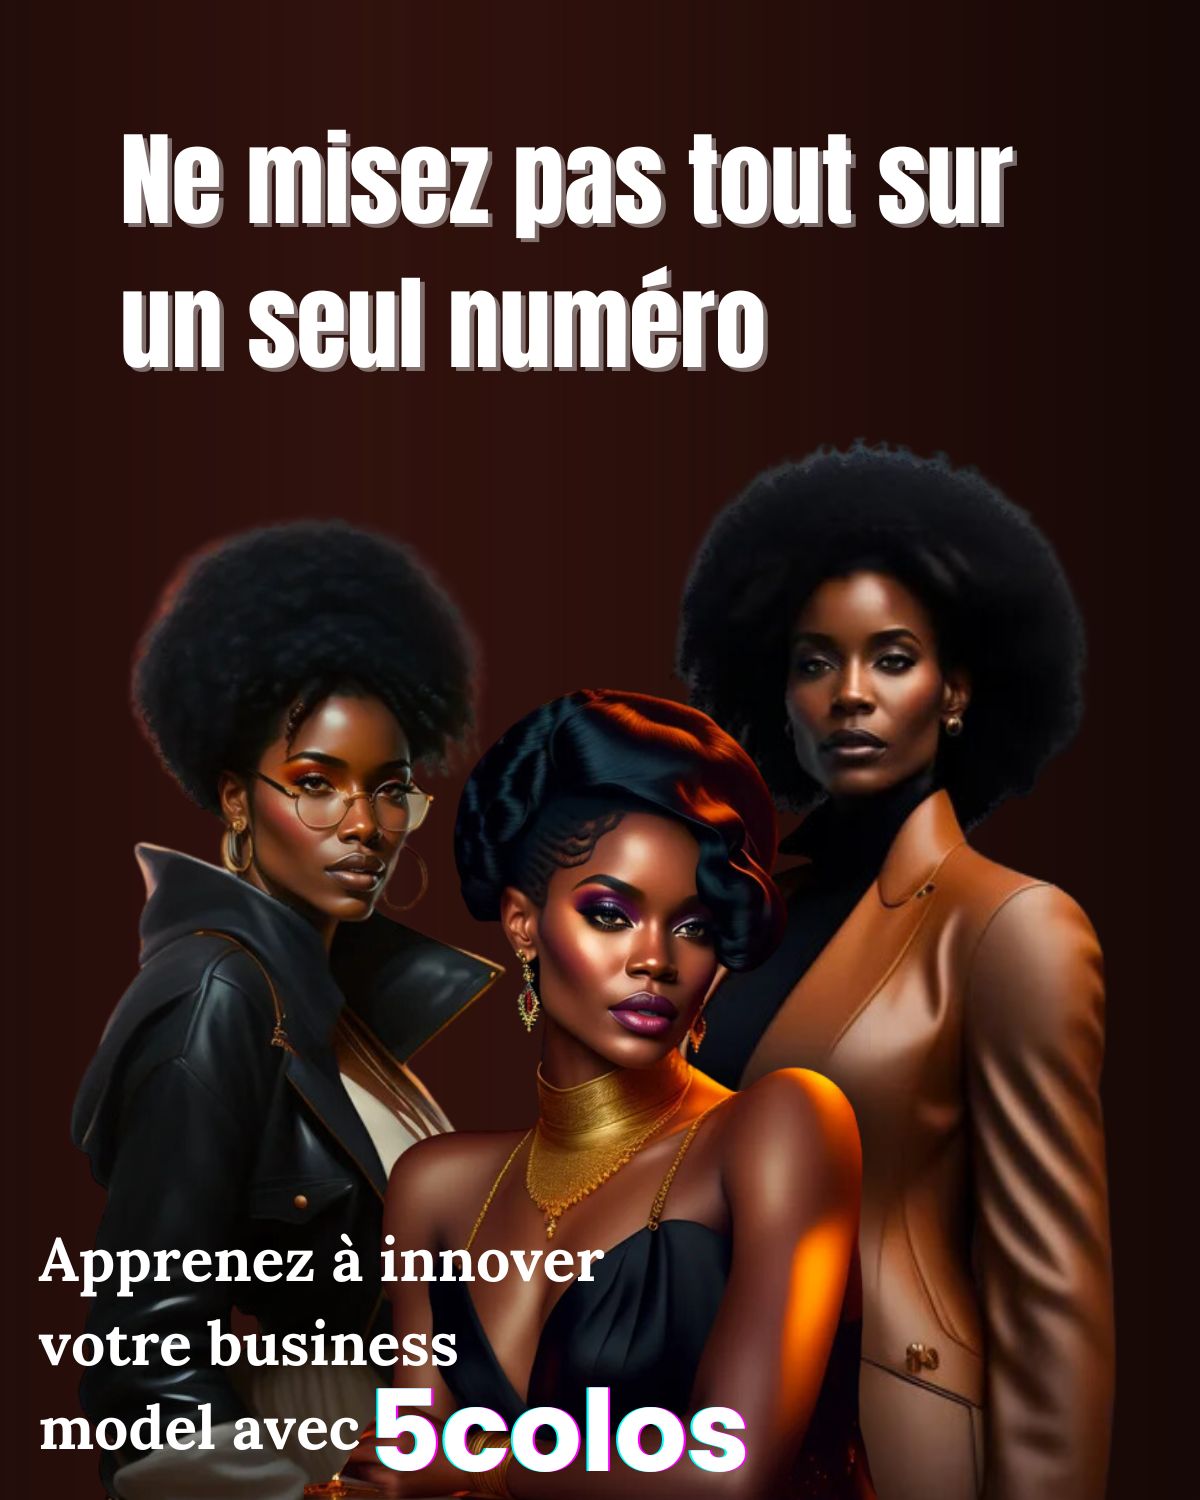 Ne misez pas tout sur
un seul numéro
Apprenez à innover
votre business
model avec 5colos